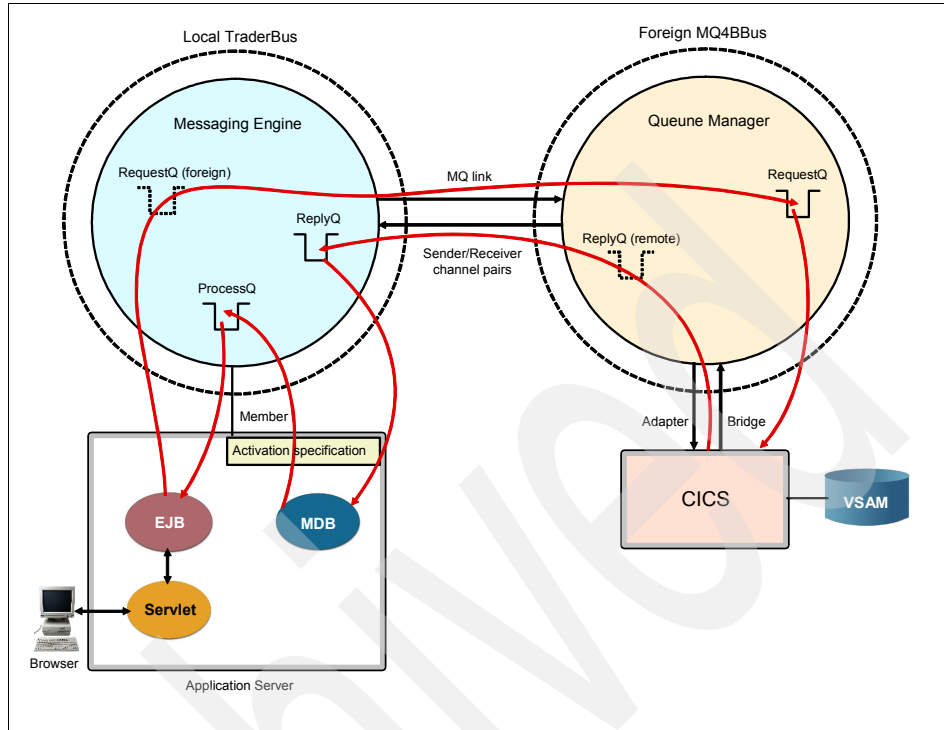 Local TraderBus
Foreign MQ4BBus
Messaging Engine
Queune Manager
RequestQ (foreign)
MQ link
RequestQ
ReplyQ
Sender/Receiver
channel pairs
ReplyQ (remote)
ProcessQ
Member
Adapter
Bridge
Activation specification
EJB
MDB
CICS
VSAM
Servlet
Browser
Application Server
hived